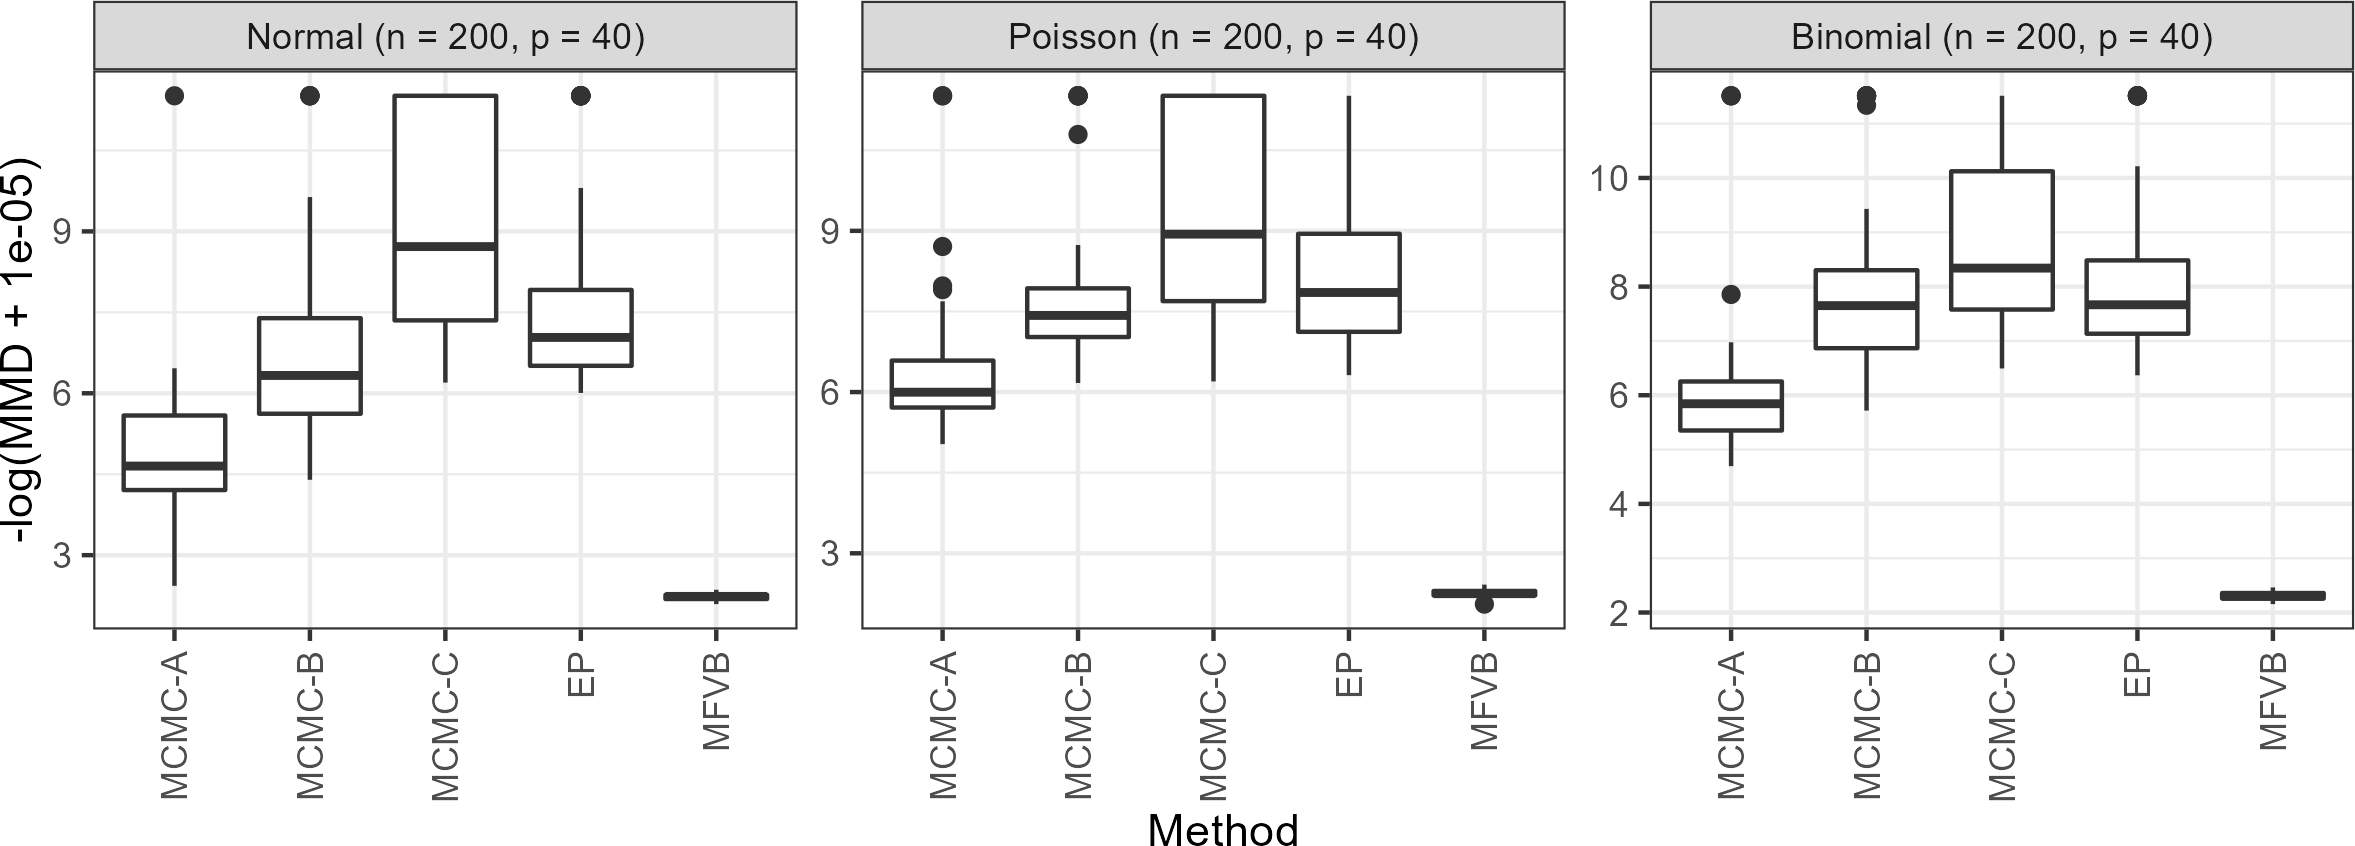 Normal (n = 200, p = 40)
Poisson (n = 200, p = 40)
Binomial (n = 200, p = 40)
-log(MMD + 1e-05)
9
6
3
9
6
3
10
8
6
4
2
MCMC-A
MCMC-B
MCMC-C
EP
MFVB
MCMC-A
MCMC-B
MCMC-C
EP
MFVB
MCMC-A
MCMC-B
MCMC-C
EP
MFVB
Method